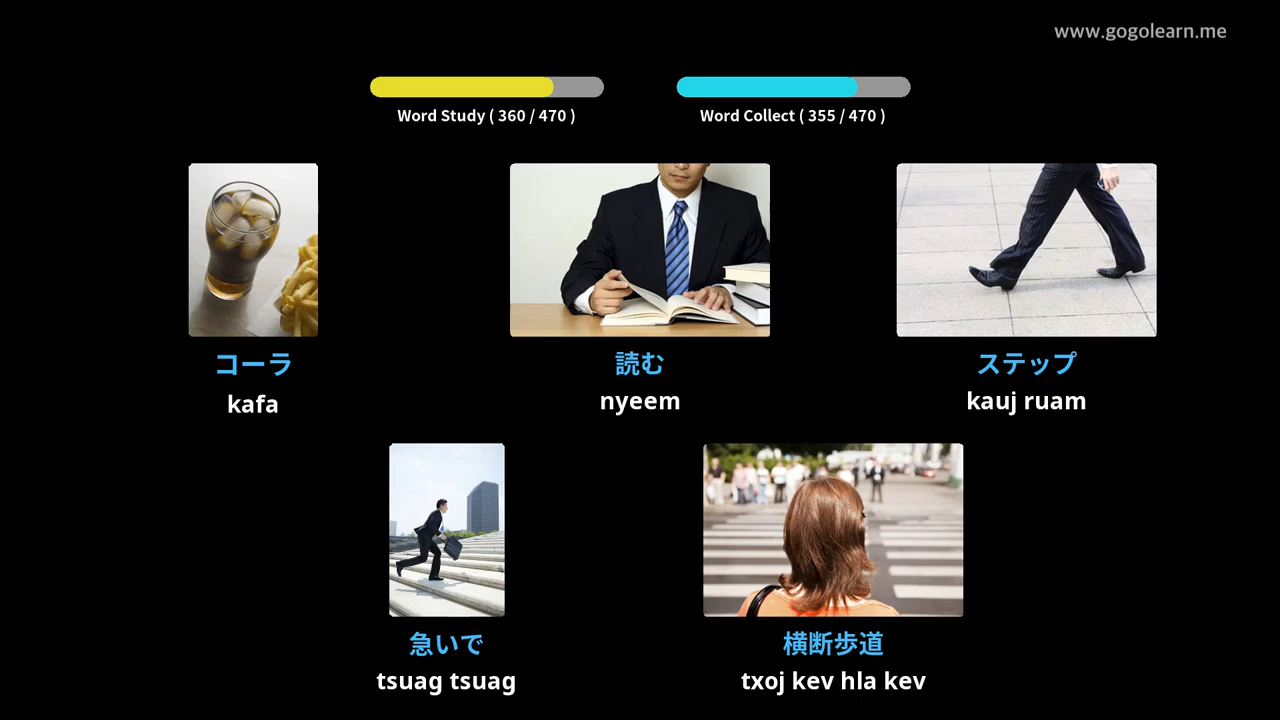 www.gogolearn.me
Word Study ( 360 / 470 )
Word Collect ( 355 / 470 )
コーラ
kafa
読む
nyeem
ステップ
kauj ruam
急いで
tsuag tsuag
横断歩道
txoj kev hla kev